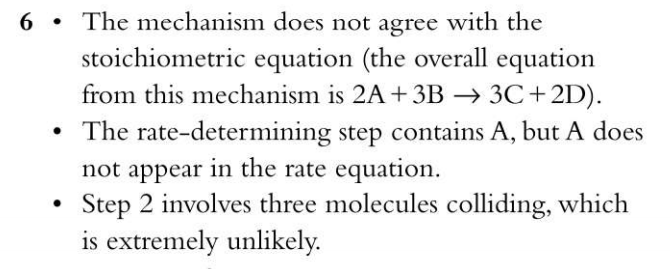 6 • The mechanism does not agree with the
stoichiometric equation (the overall equation
from this mechanism is 2A + 3B → 3C + 2D).
• The rate-determining step contains A, but A does
not appear in the rate equation.
• Step 2 involves three molecules colliding, which
is extremely unlikely.